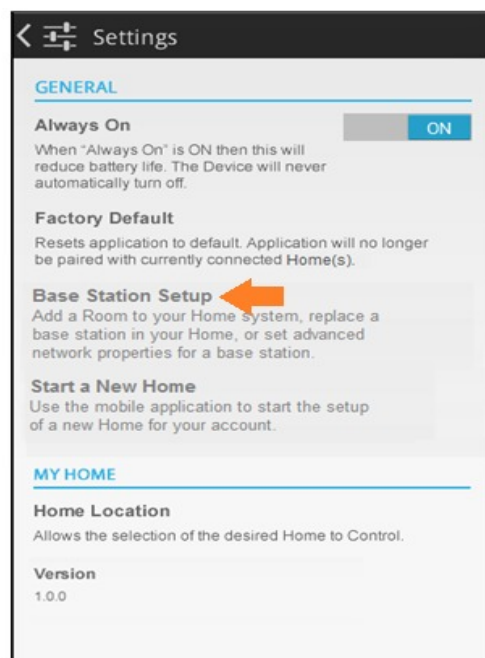 Settings
GENERAL
Always On
ON
When “Always On” is ON then this will
reduce battery life. The Device will never
automatically turn off.
Factory Default
Resets application to default. Application will no longer
be paired with currently connected Home(s).
Base Station Setup
Add a Room to your Home system, replace a
base station in your Home, or set advanced
network properties for a base station.
Start a New Home
Use the mobile application to start the setup
of a new Home for your account.
MY HOME
Home Location
Allows the selection of the desired Home to Control.
Version
1.0.0